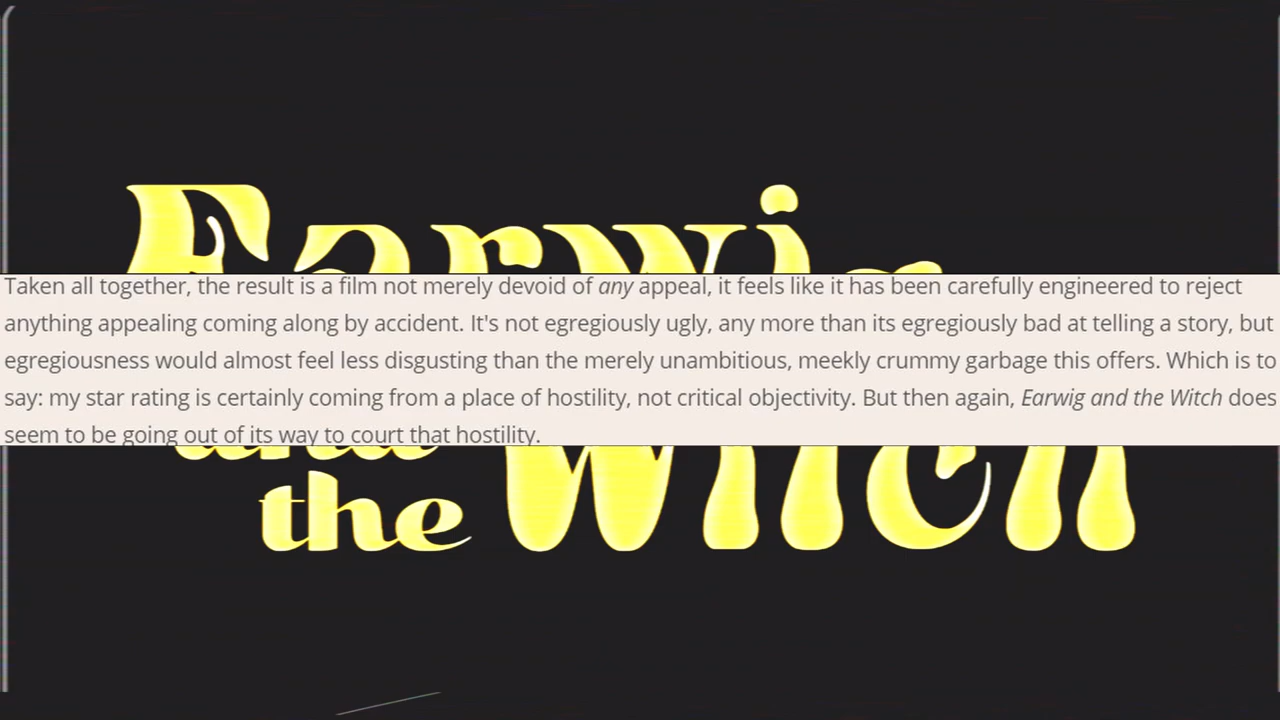 Earwig
Taken all together, the result is a film not merely devoid of any appeal, it feels like it has been carefully engineered to reject
anything appealing coming along by accident. It's not egregiously ugly, any more than its egregiously bad at telling a story, but
egregiousness would almost feel less disgusting than the merely unambitious, meekly crummy garbage this offers. Which is to
say: my star rating is certainly coming from a place of hostility, not critical objectivity. But then again, Earwig and the Witch does
seem to be going out of its way to court that hostility.
and
the Witch